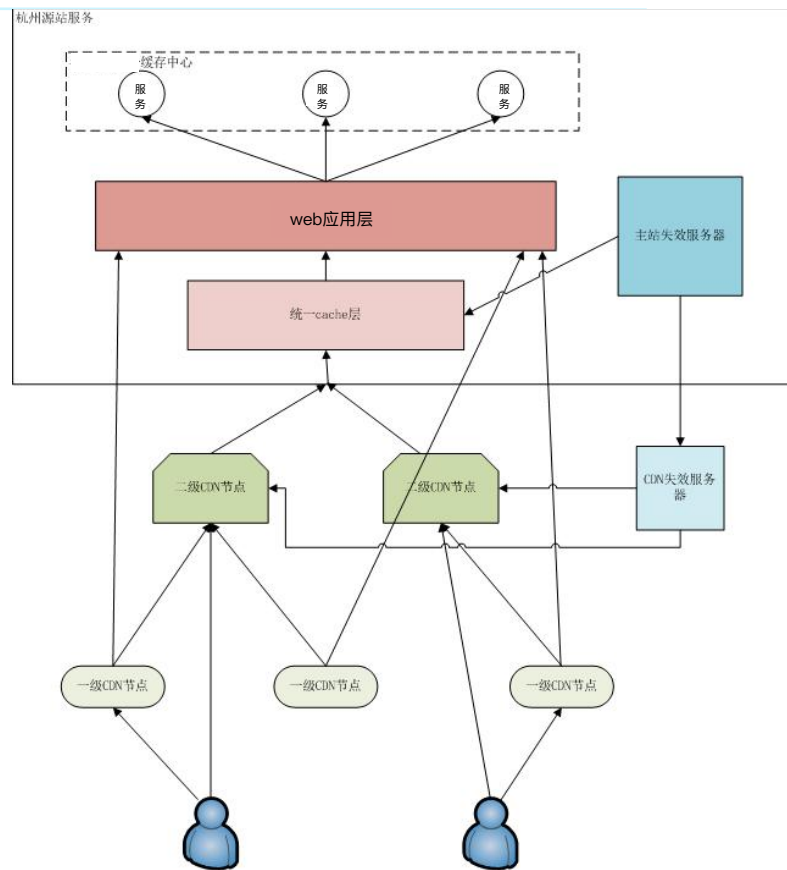 杭州源站服务
缓存中心
服
务
服
务
服
务
web应用层
主站失效服务器
统一cache层
二级CDN节点
二级CDN节点
CDN失效服务
器
一级CDN节点
一级CDN节点
一级CDN节点